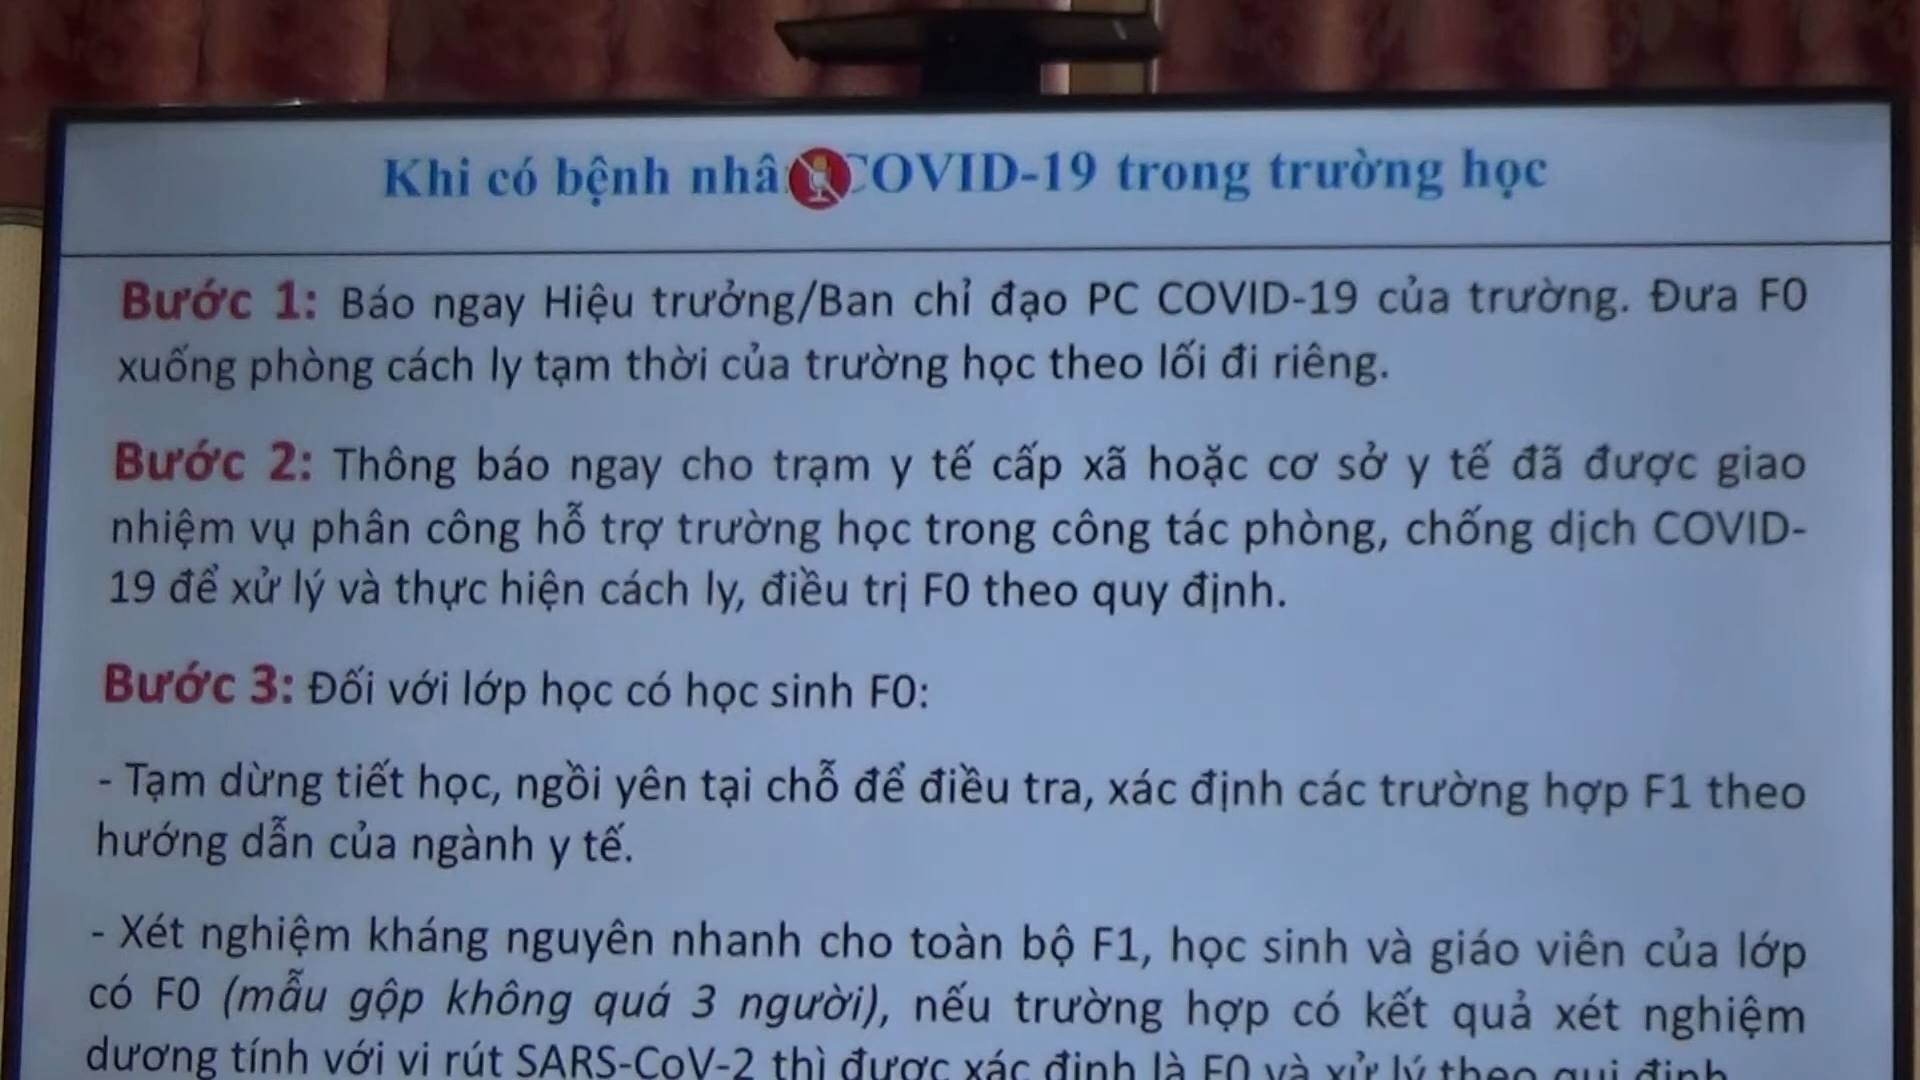 Khi có bệnh nhân COVID-19 trong trường học
Bước 1: Báo ngay Hiệu trưởng/Ban chỉ đạo PC COVID-19 của trường. Đưa F0
xuống phòng cách ly tạm thời của trường học theo lối đi riêng.
Bước 2: Thông báo ngay cho trạm y tế cấp xã hoặc cơ sở y tế đã được giao
nhiệm vụ phân công hỗ trợ trường học trong công tác phòng, chống dịch COVID-
19 để xử lý và thực hiện cách ly, điều trị F0 theo quy định.
Bước 3: Đối với lớp học có học sinh F0:
- Tạm dừng tiết học, ngồi yên tại chỗ để điều tra, xác định các trường hợp F1 theo
hướng dẫn của ngành y tế.
- Xét nghiệm kháng nguyên nhanh cho toàn bộ F1, học sinh và giáo viên của lớp
có F0 (mẫu gộp không quá 3 người), nếu trường hợp có kết quả xét nghiệm
dương tính với vi rút SARS-CoV-2 thì được xác định là F0 và xử lý theo qui định